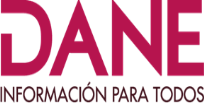 DANE
INFORMACIÓN PARA TODOS